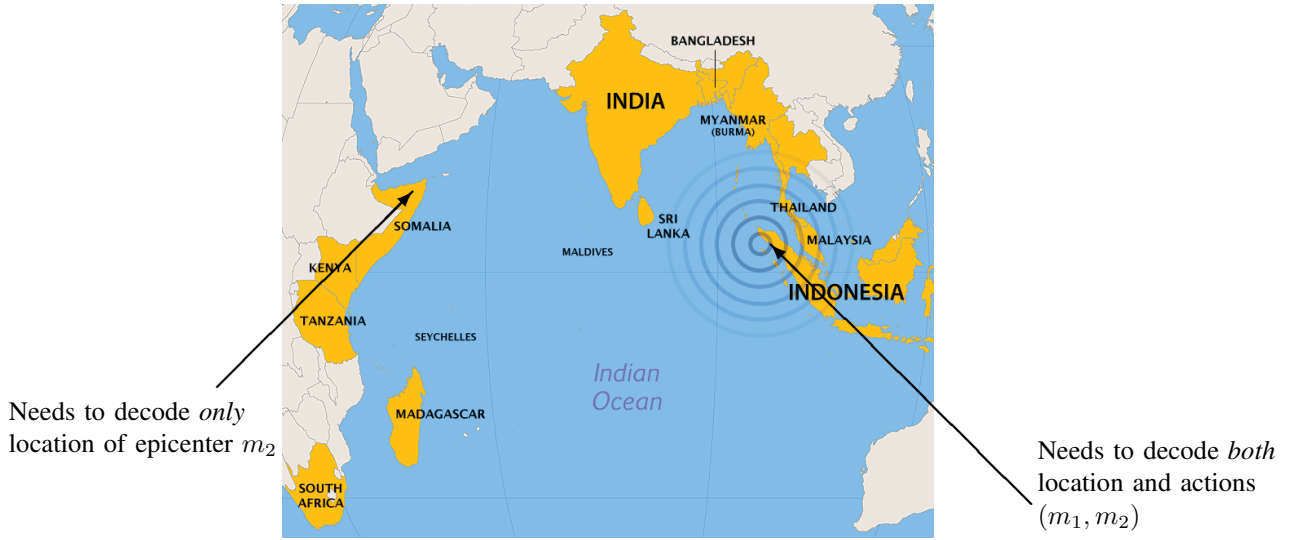 BANGLADESH
INDIA
MYANMAR
(BURMA)
THAILAND
SRI
LANKA
SOMALIA
MALAYSIA
MALDIVES
KENYA
INDONESIA
TANZANIA
SEYCHELLES
Indian
Ocean
MADAGASCAR
SOUTH
AFRICA
Needs to decode only
location of epicenter m₂
Needs to decode both
location and actions
(m₁, m₂)